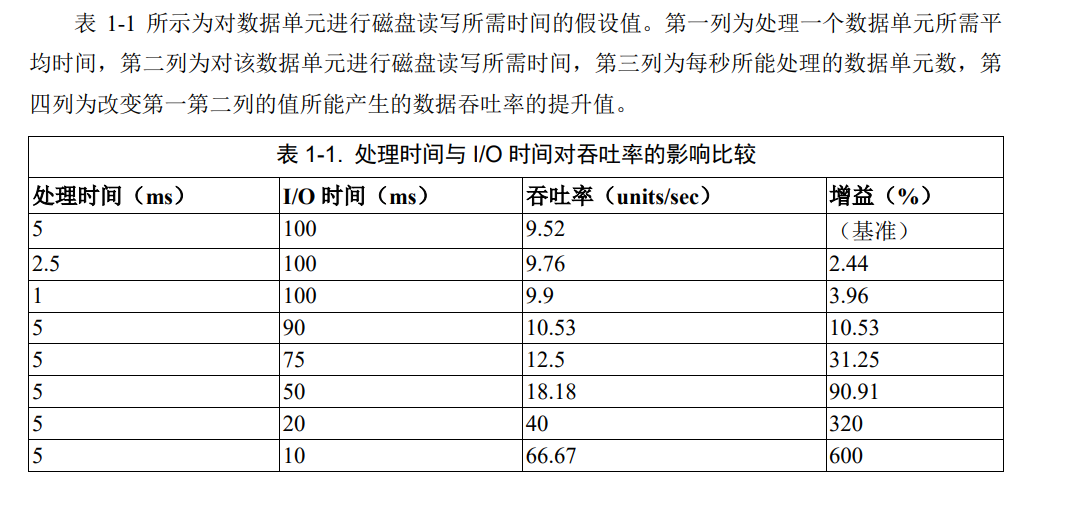 表 1-1 所示为对数据单元进行磁盘读写所需时间的假设值。第一列为处理一个数据单元所需平
均时间，第二列为对该数据单元进行磁盘读写所需时间，第三列为每秒所能处理的数据单元数，第
四列为改变第一第二列的值所能产生的数据吞吐率的提升值。
表 1-1. 处理时间与 I/O 时间对吞吐率的影响比较
处理时间（ms） I/O 时间（ms） 吞吐率（units/sec） 增益（%）
5 100 9.52 （基准）
2.5 100 9.76 2.44
1 100 9.9 3.96
5 90 10.53 10.53
5 75 12.5 31.25
5 50 18.18 90.91
5 20 40 320
5 10 66.67 600